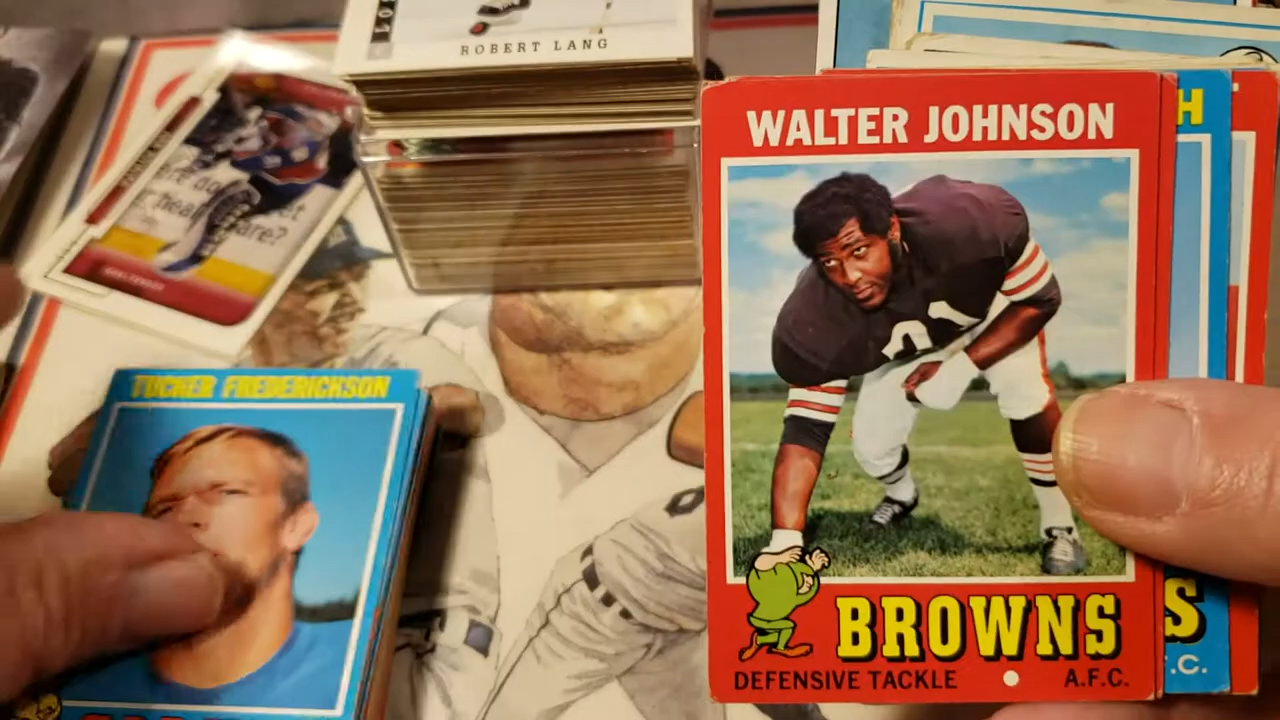 ROBERT LANG
WALTER JOHNSON
H
TUCKER FREDERICKSON
BROWNS
S
DEFENSIVE TACKLE
A.F.C.
.C.